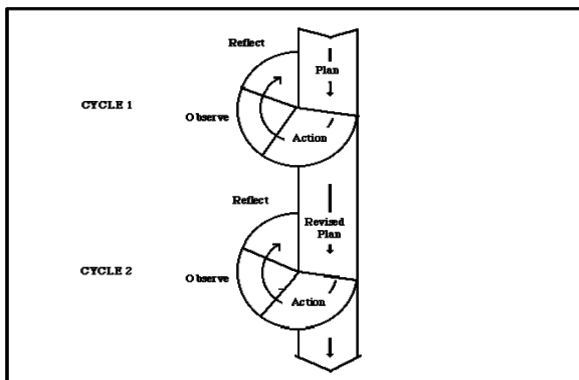 Reflect
Plan
CYCLE 1
Observe
Action
Reflect
Revised
Plan
CYCLE 2
Observe
Action